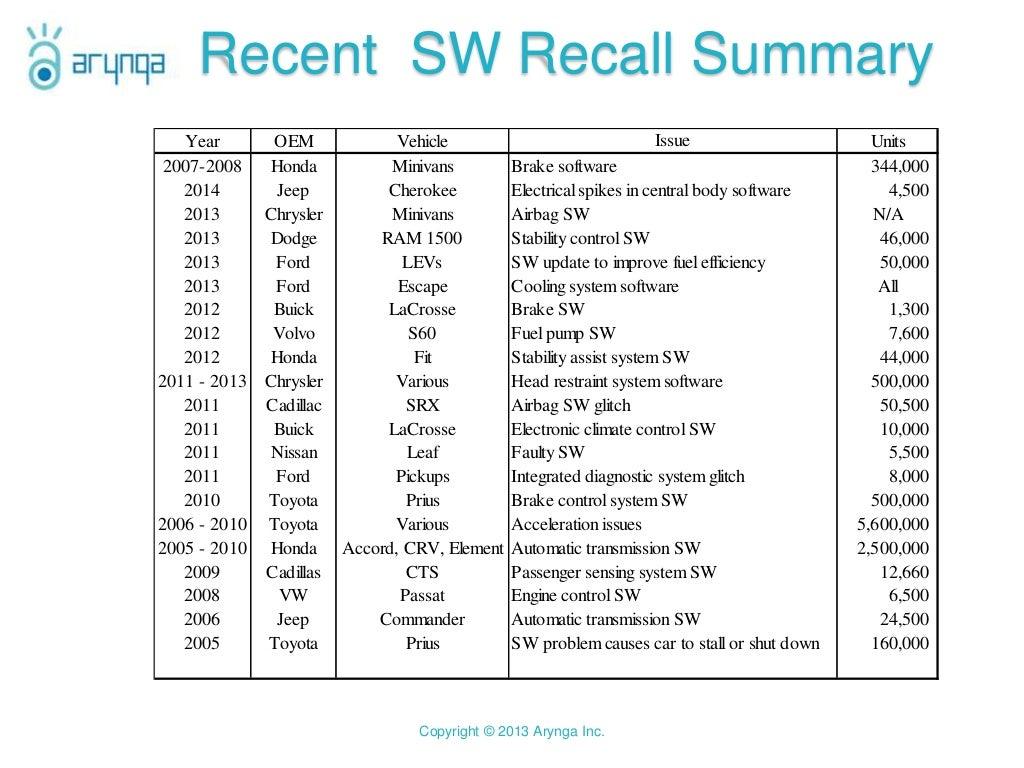 arynga
Recent SW Recall Summary
Year OEM Vehicle Issue Units
2007-2008 Honda Minivans Brake software 344,000
2014 Jeep Cherokee Electrical spikes in central body software 4,500
2013 Chrysler Minivans Airbag SW N/A
2013 Dodge RAM 1500 Stability control SW 46,000
2013 Ford LEVs SW update to improve fuel efficiency 50,000
2013 Ford Escape Cooling system software All
2012 Buick LaCrosse Brake SW 1,300
2012 Volvo S60 Fuel pump SW 7,600
2012 Honda Fit Stability assist system SW 44,000
2011 - 2013 Chrysler Various Head restraint system software 500,000
2011 Cadillac SRX Airbag SW glitch 50,500
2011 Buick LaCrosse Electronic climate control SW 10,000
2011 Nissan Leaf Faulty SW 5,500
2011 Ford Pickups Integrated diagnostic system glitch 8,000
2010 Toyota Prius Brake control system SW 500,000
2006 - 2010 Toyota Various Acceleration issues 5,600,000
2005 - 2010 Honda Accord, CRV, Element Automatic transmission SW 2,500,000
2009 Cadillas CTS Passenger sensing system SW 12,660
2008 VW Passat Engine control SW 6,500
2006 Jeep Commander Automatic transmission SW 24,500
2005 Toyota Prius SW problem causes car to stall or shut down 160,000
Copyright © 2013 Arynga Inc.